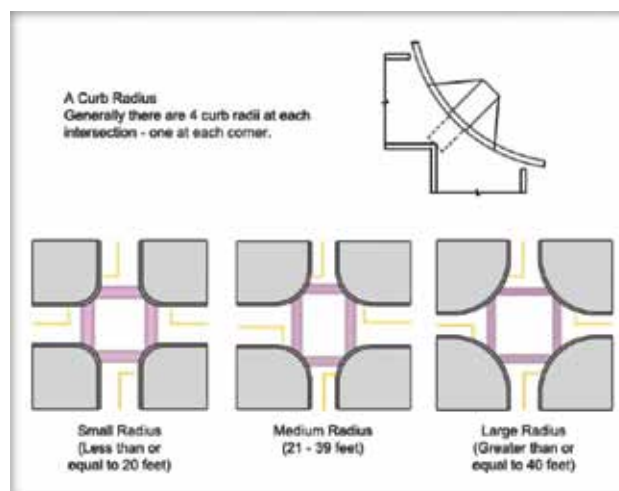 A Curb Radius
Generally there are 4 curb radii at each
intersection - one at each corner.
Small Radius
(Less than or
equal to 20 feet)
Medium Radius
(21 - 39 feet)
Large Radius
(Greater than or
equal to 40 feet)